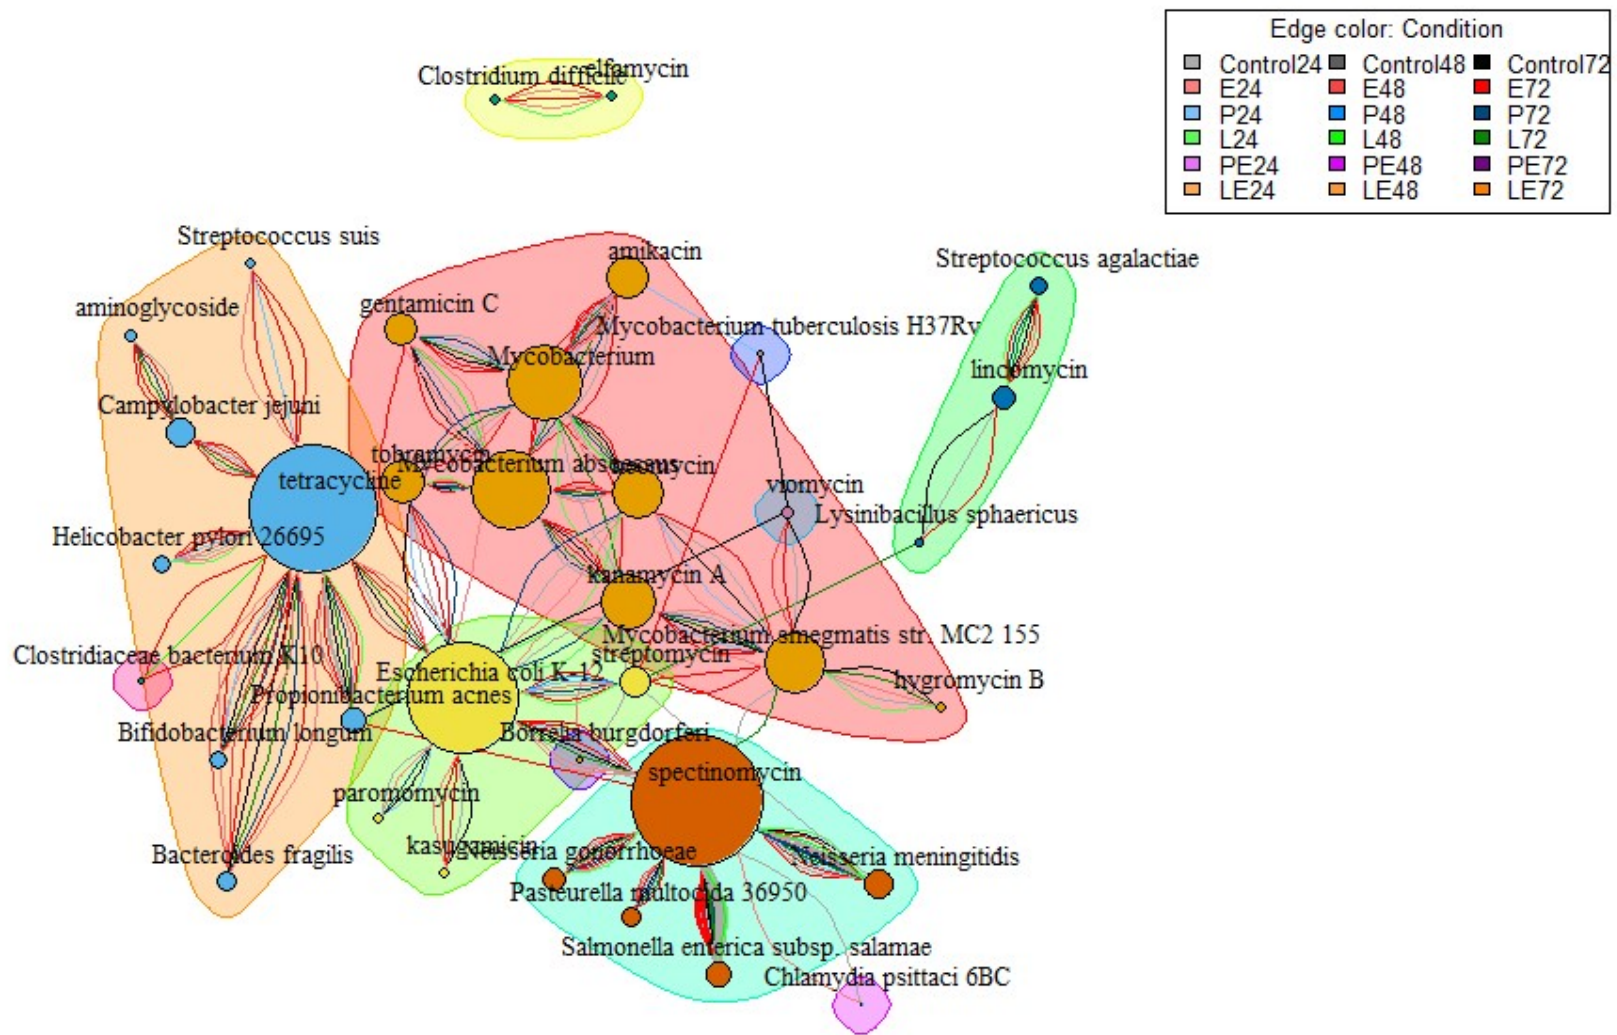 Edge color: Condition
Control24 Control48 Control72
E24 E48 E72
P24 P48 P72
L24 L48 L72
PE24 PE48 PE72
LE24 LE48 LE72
Clostridium difficile
elfamycin
Streptococcus suis
amikacin
Streptococcus agalactiae
aminoglycoside
gentamicin C
Mycobacterium tuberculosis H37Rv
Mycobacterium
lincomycin
Campylobacter jejuni
tobramycin
Mycobacterium abscessus
neomycin
tetracycline
viomycin
Lysinibacillus sphaericus
Helicobacter pylori 26695
kanamycin A
Mycobacterium smegmatis str. MC2 155
Clostridiaceae bacterium K10
streptomycin
Escherichia coli K-12
hygromycin B
Propionibacterium acnes
Bifidobacterium longum
Borrelia burgdorferi
spectinomycin
paromomycin
kasugamicin
Neisseria gonorrhoeae
Bacteroides fragilis
Neisseria meningitidis
Pasteurella multocida 36950
Salmonella enterica subsp. salamae
Chlamydia psittaci 6BC